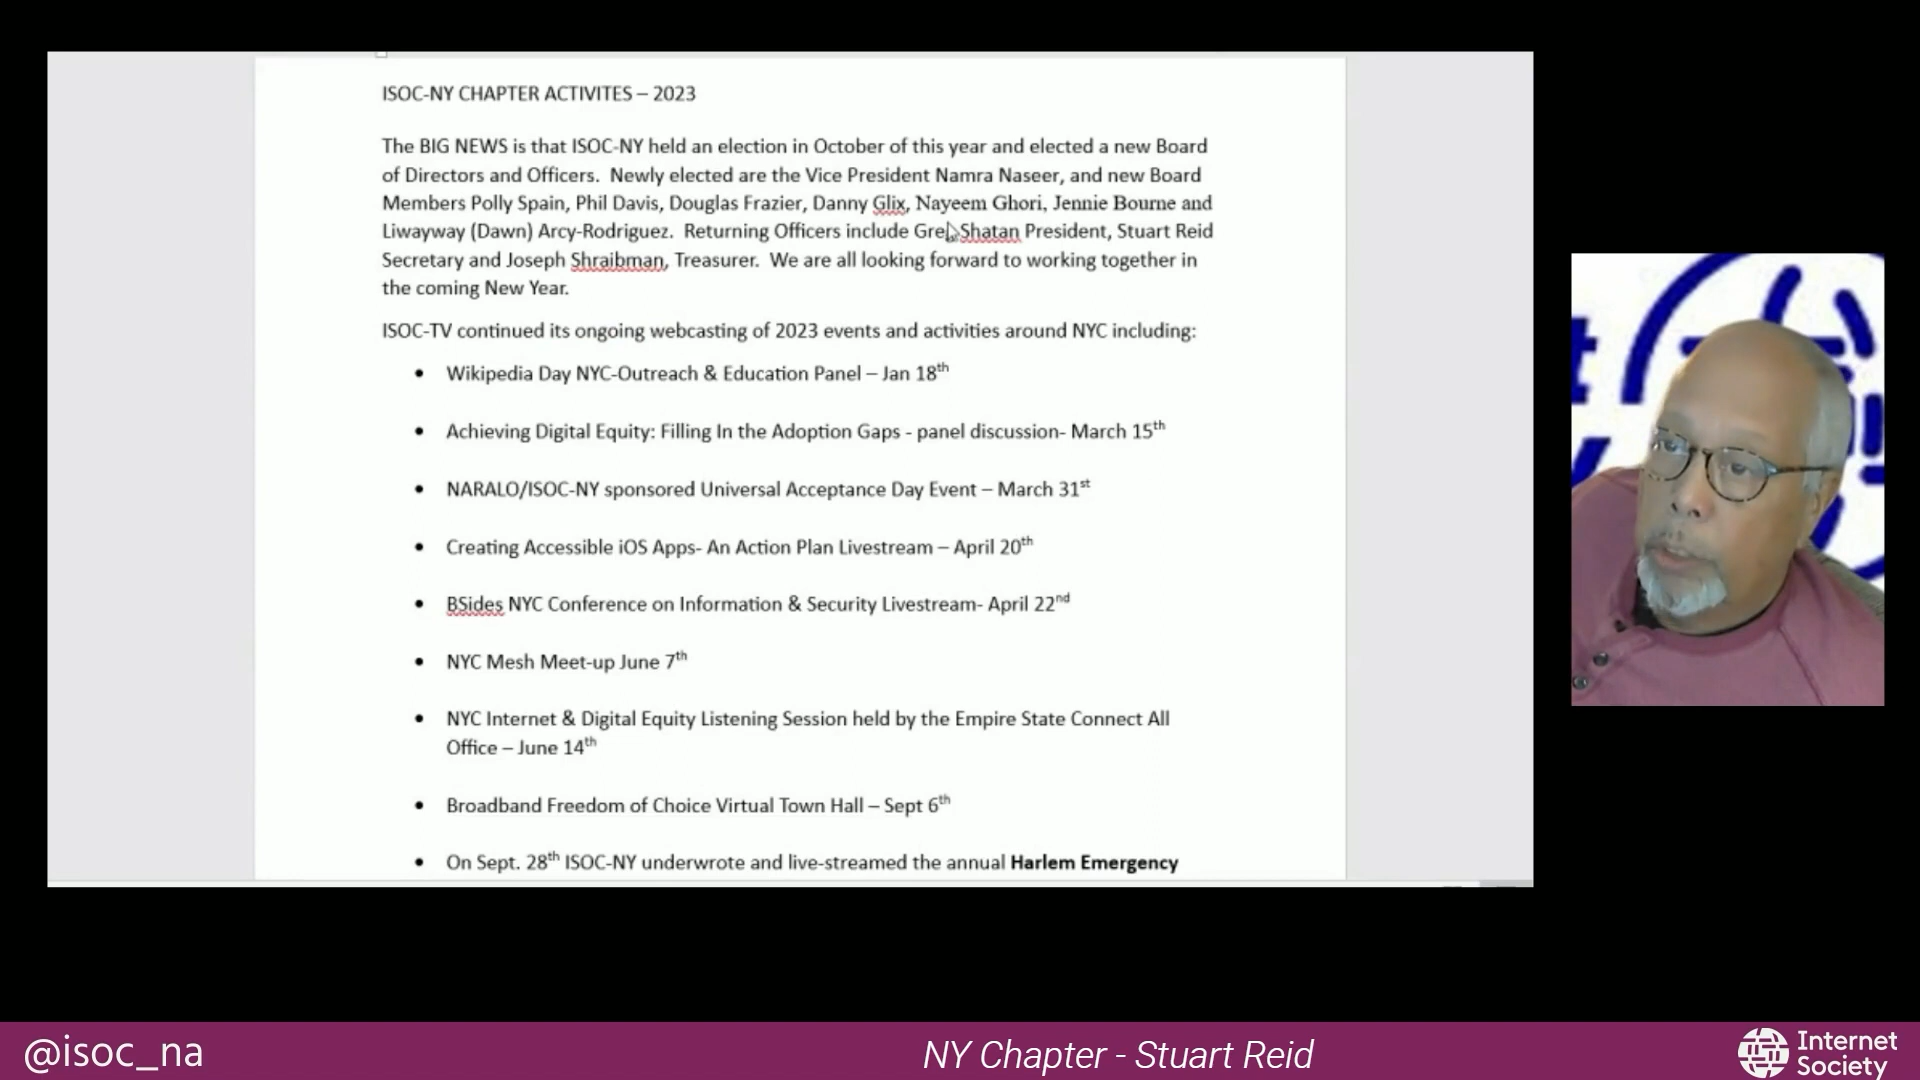 ISOC-NY CHAPTER ACTIVITES – 2023
The BIG NEWS is that ISOC-NY held an election in October of this year and elected a new Board
of Directors and Officers. Newly elected are the Vice President Namra Naseer, and new Board
Members Polly Spain, Phil Davis, Douglas Frazier, Danny Glix, Nayeem Ghori, Jennie Bourne and
Liwayway (Dawn) Arcy-Rodriguez. Returning Officers include Shatan President, Stuart Reid
Secretary and Joseph Shraibman, Treasurer. We are all looking forward to working together in
the coming New Year.
ISOC-TV continued its ongoing webcasting of 2023 events and activities around NYC including:
• Wikipedia Day NYC-Outreach & Education Panel – Jan 18th
• Achieving Digital Equity: Filling In the Adoption Gaps - panel discussion- March 15th
• NARALO/ISOC-NY sponsored Universal Acceptance Day Event – March 31st
• Creating Accessible iOS Apps- An Action Plan Livestream – April 20th
• BSides NYC Conference on Information & Security Livestream- April 22nd
• NYC Mesh Meet-up June 7th
• NYC Internet & Digital Equity Listening Session held by the Empire State Connect All
Office – June 14th
• Broadband Freedom of Choice Virtual Town Hall – Sept 6th
• On Sept. 28th ISOC-NY underwrote and live-streamed the annual Harlem Emergency
@isoc_na
NY Chapter - Stuart Reid
Internet
Society